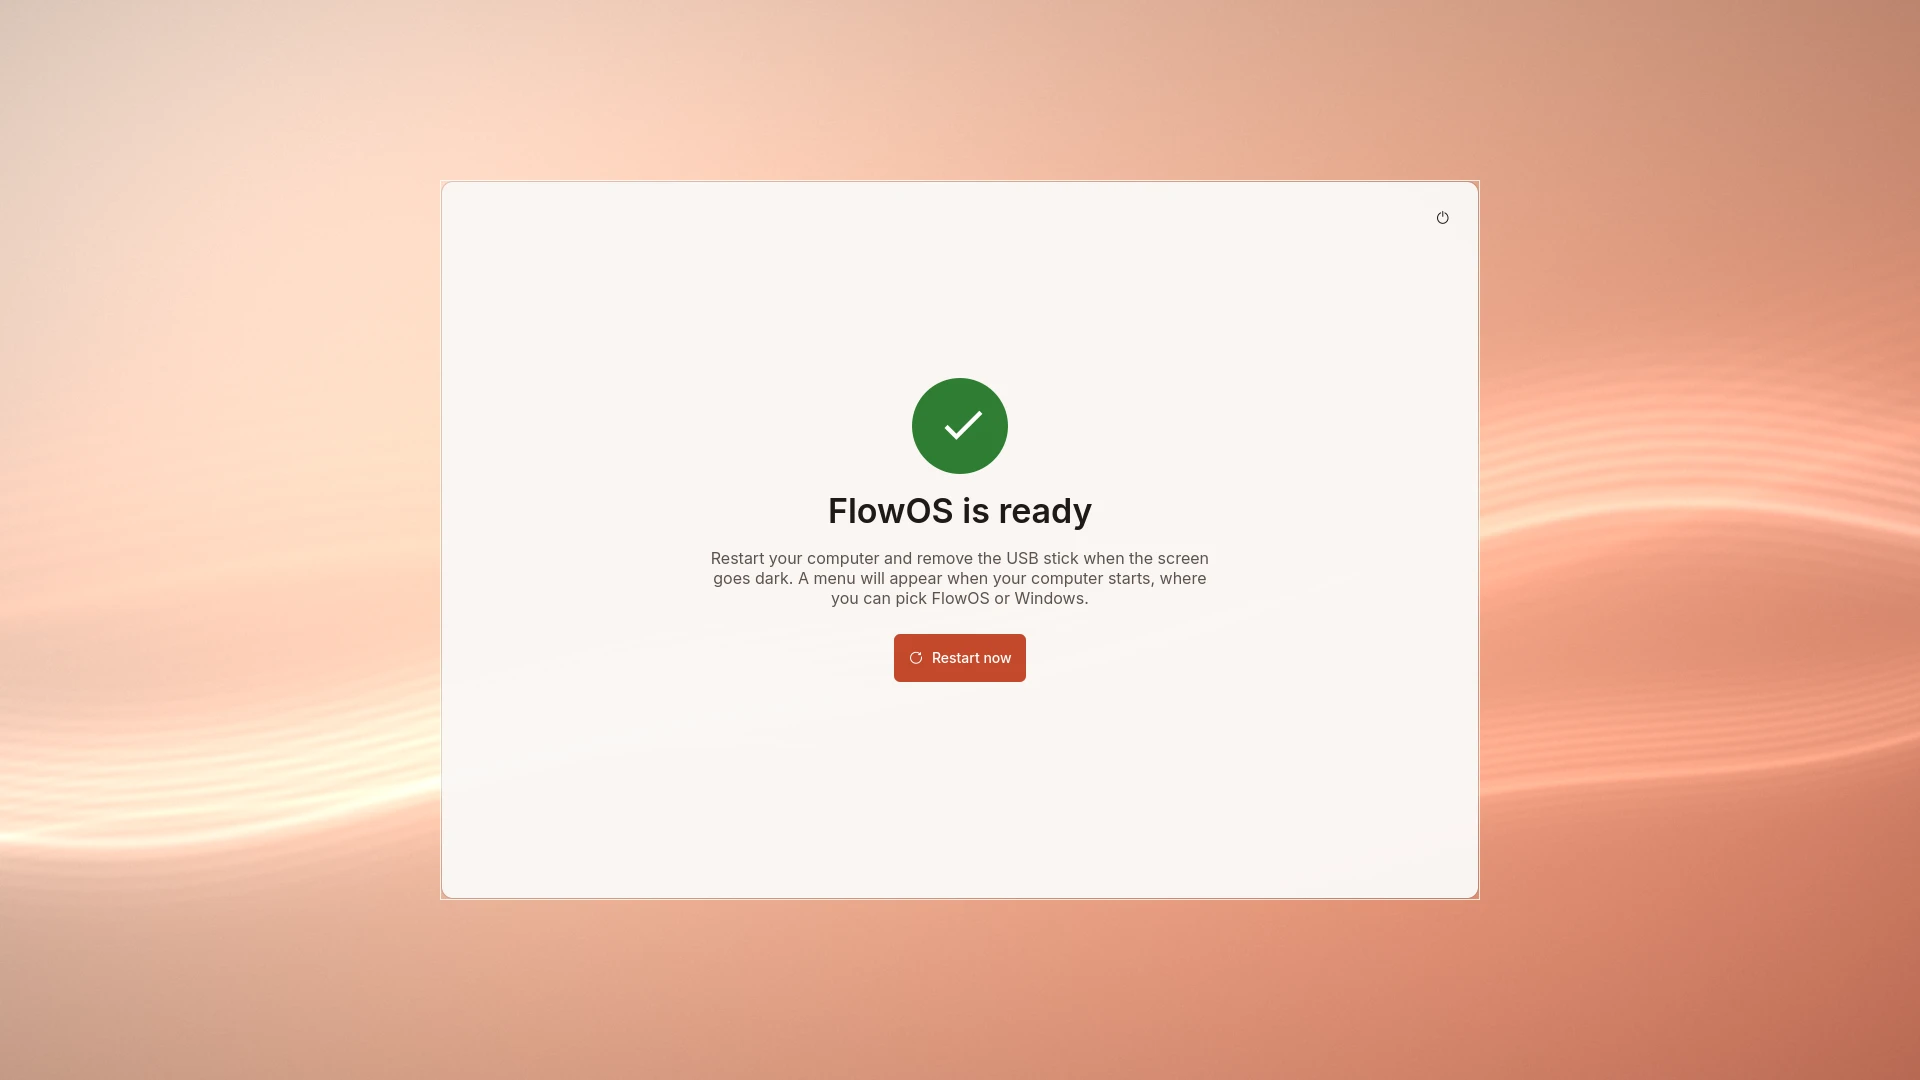 FlowOS is ready
Restart your computer and remove the USB stick when the screen
goes dark. A menu will appear when your computer starts, where
you can pick FlowOS or Windows.
Restart now